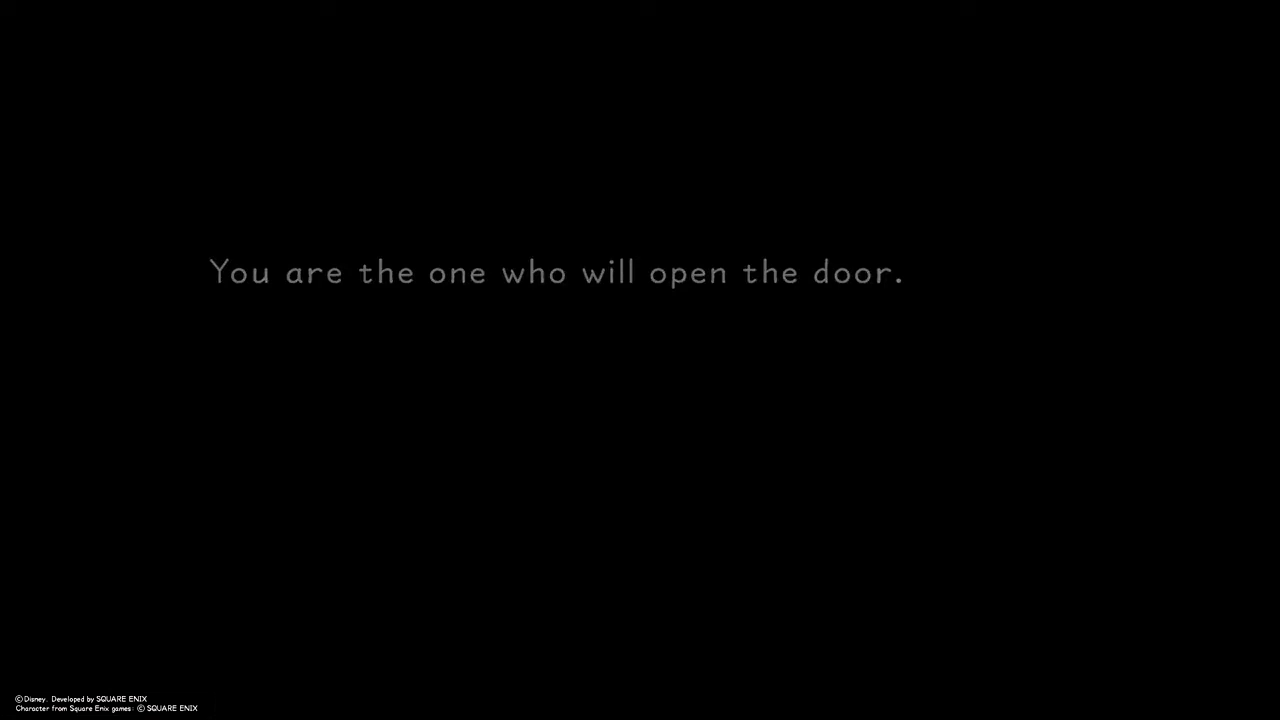 You are the one who will open the door.
©Disney. Developed by SQUARE ENIX
Character from Square Enix games: © SQUARE ENIX